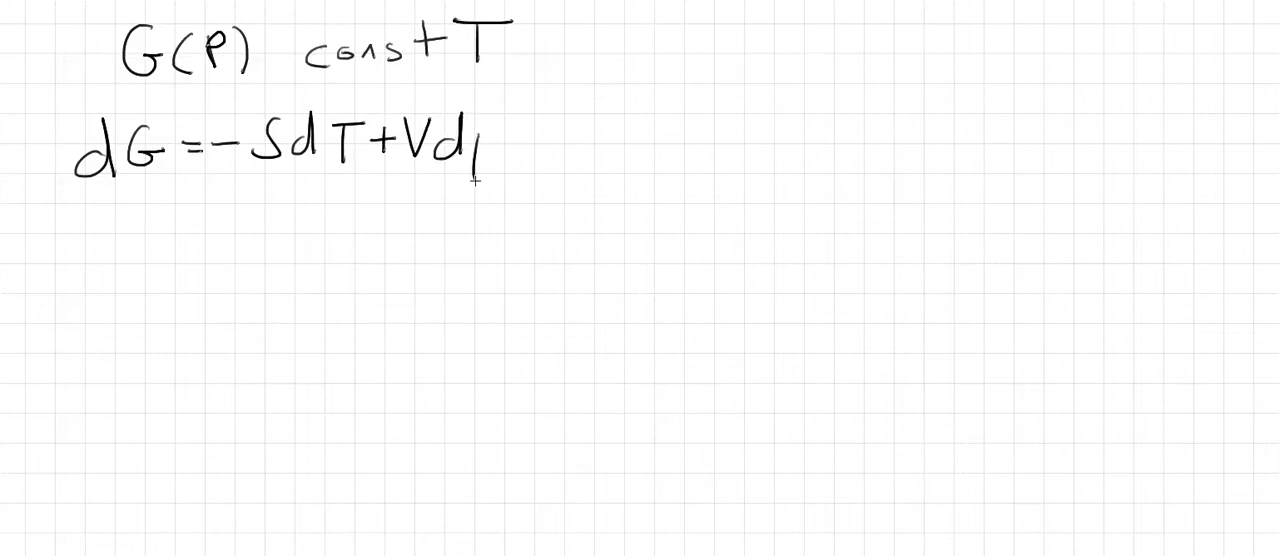 G(P) const T
dG = - SdT + Vd